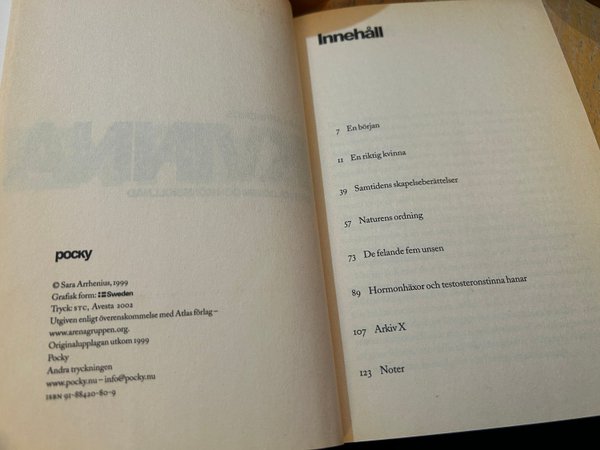 pocky
© Sara Arrhenius, 1999
Grafisk form: Sweden
Tryck: STC, Avesta 2002
Utgiven enligt överenskommelse med Atlas förlag –
www.arenagruppen.org.
Originalupplagan utkom 1999
Pocky
Andra tryckningen
www.pocky.nu – info@pocky.nu
ISBN 91-88420-80-9
Innehåll
7 En början
11 En riktig kvinna
39 Samtidens skapelseberättelser
57 Naturens ordning
73 De felande fem unsen
89 Hormonhäxor och testosteronstinna hanar
107 Arkiv X
123 Noter